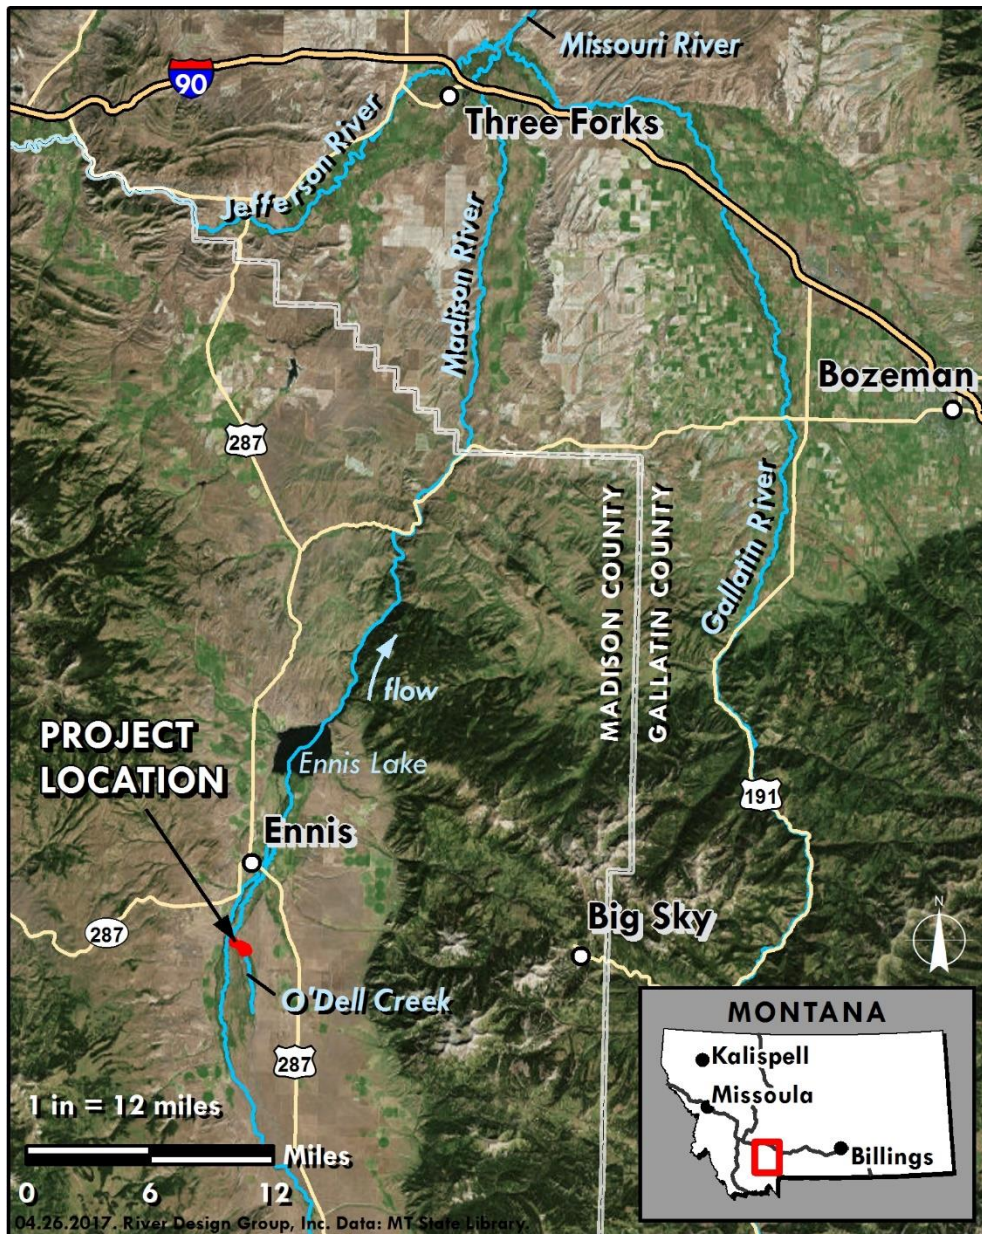 Missouri River
90
Three Forks
Jefferson River
Madison River
Bozeman
287
Gallatin River
MADISON COUNTY
GALLATIN COUNTY
flow
PROJECT
LOCATION
Ennis Lake
191
Ennis
Big Sky
N
287
O'Dell Creek
287
MONTANA
Kalispell
Missoula
Billings
1 in = 12 miles
Miles
0 6 12
04.26.2017. River Design Group, Inc. Data: MT State Library.